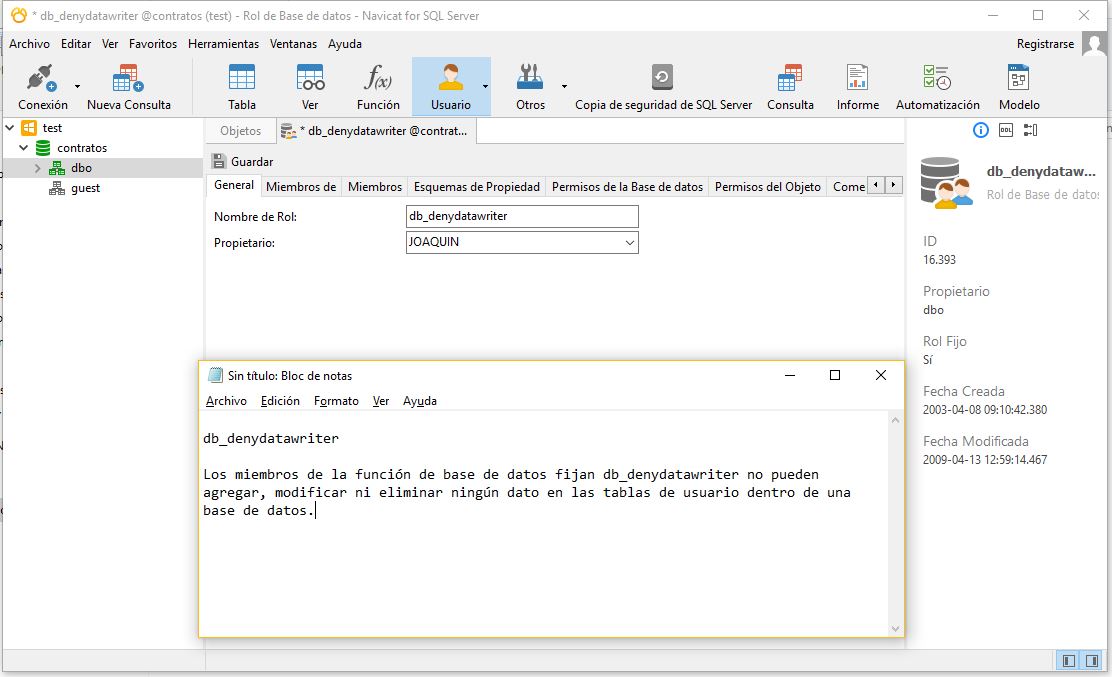 * db_denydatawriter @contratos (test) - Rol de Base de datos - Navicat for SQL Server
Archivo Editar Ver Favoritos Herramientas Ventanas Ayuda Registrarse
Conexión Nueva Consulta Tabla Ver Función Usuario Otros Copia de seguridad de SQL Server Consulta Informe Automatización Modelo
f(x)
test
contratos
dbo
guest
Objetos * db_denydatawriter @contrat...
Guardar
General Miembros de Miembros Esquemas de Propiedad Permisos de la Base de datos Permisos del Objeto Come
Nombre de Rol: db_denydatawriter
Propietario: JOAQUIN
DDL
db_denydataw...
Rol de Base de datos
ID
16.393
Propietario
dbo
Rol Fijo
Sí
Fecha Creada
2003-04-08 09:10:42.380
Fecha Modificada
2009-04-13 12:59:14.467
Sin título: Bloc de notas
Archivo Edición Formato Ver Ayuda
db_denydatawriter
Los miembros de la función de base de datos fijan db_denydatawriter no pueden
agregar, modificar ni eliminar ningún dato en las tablas de usuario dentro de una
base de datos.